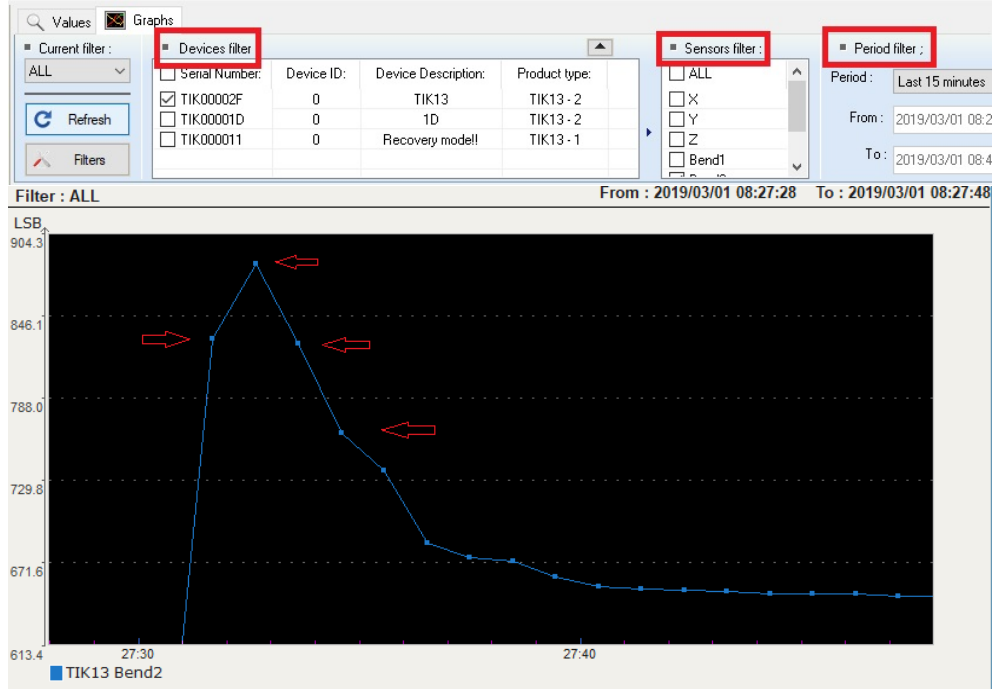 Values Graphs
Current filter :
ALL
Refresh
Filters
Devices filter
Serial Number: Device ID: Device Description: Product type:
TIK00002F 0 TIK13 TIK13 - 2
TIK00001D 0 1D TIK13 - 2
TIK000011 0 Recovery mode!! TIK13 - 1
Sensors filter :
ALL
X
Y
Z
Bend1
Period filter ;
Period : Last 15 minutes
From : 2019/03/01 08:2
To : 2019/03/01 08:4
Filter : ALL From : 2019/03/01 08:27:28 To : 2019/03/01 08:27:48
LSB
904.3
846.1
788.0
729.8
671.6
613.4
27:30 27:40
TIK13 Bend2